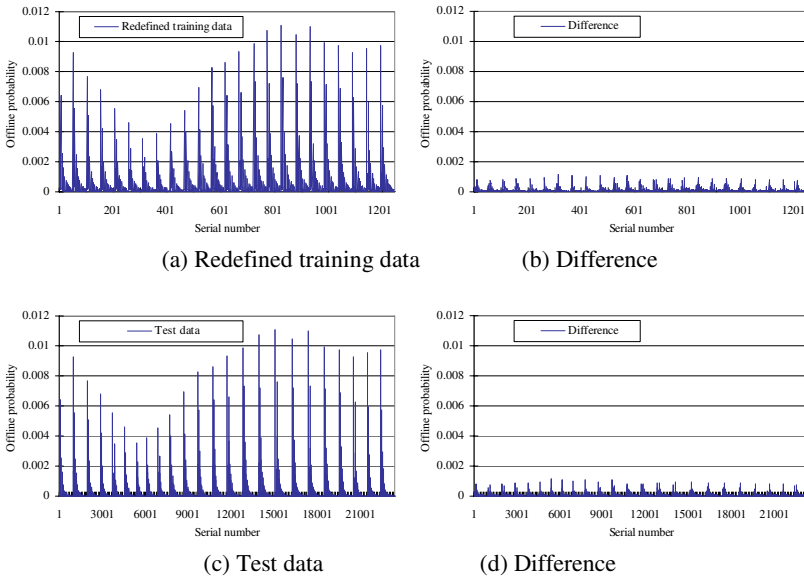 0.012
0.01
0.008
0.006
0.004
0.002
0
Offline probability
Redefined training data
1 201 401 601 801 1001 1201
Serial number
(a) Redefined training data
0.012
0.01
0.008
0.006
0.004
0.002
0
Offline probability
Difference
1 201 401 601 801 1001 1201
Serial number
(b) Difference
0.012
0.01
0.008
0.006
0.004
0.002
0
Offline probability
Test data
1 3001 6001 9001 12001 15001 18001 21001
Serial number
(c) Test data
0.012
0.01
0.008
0.006
0.004
0.002
0
Offline probability
Difference
1 3001 6001 9001 12001 15001 18001 21001
Serial number
(d) Difference